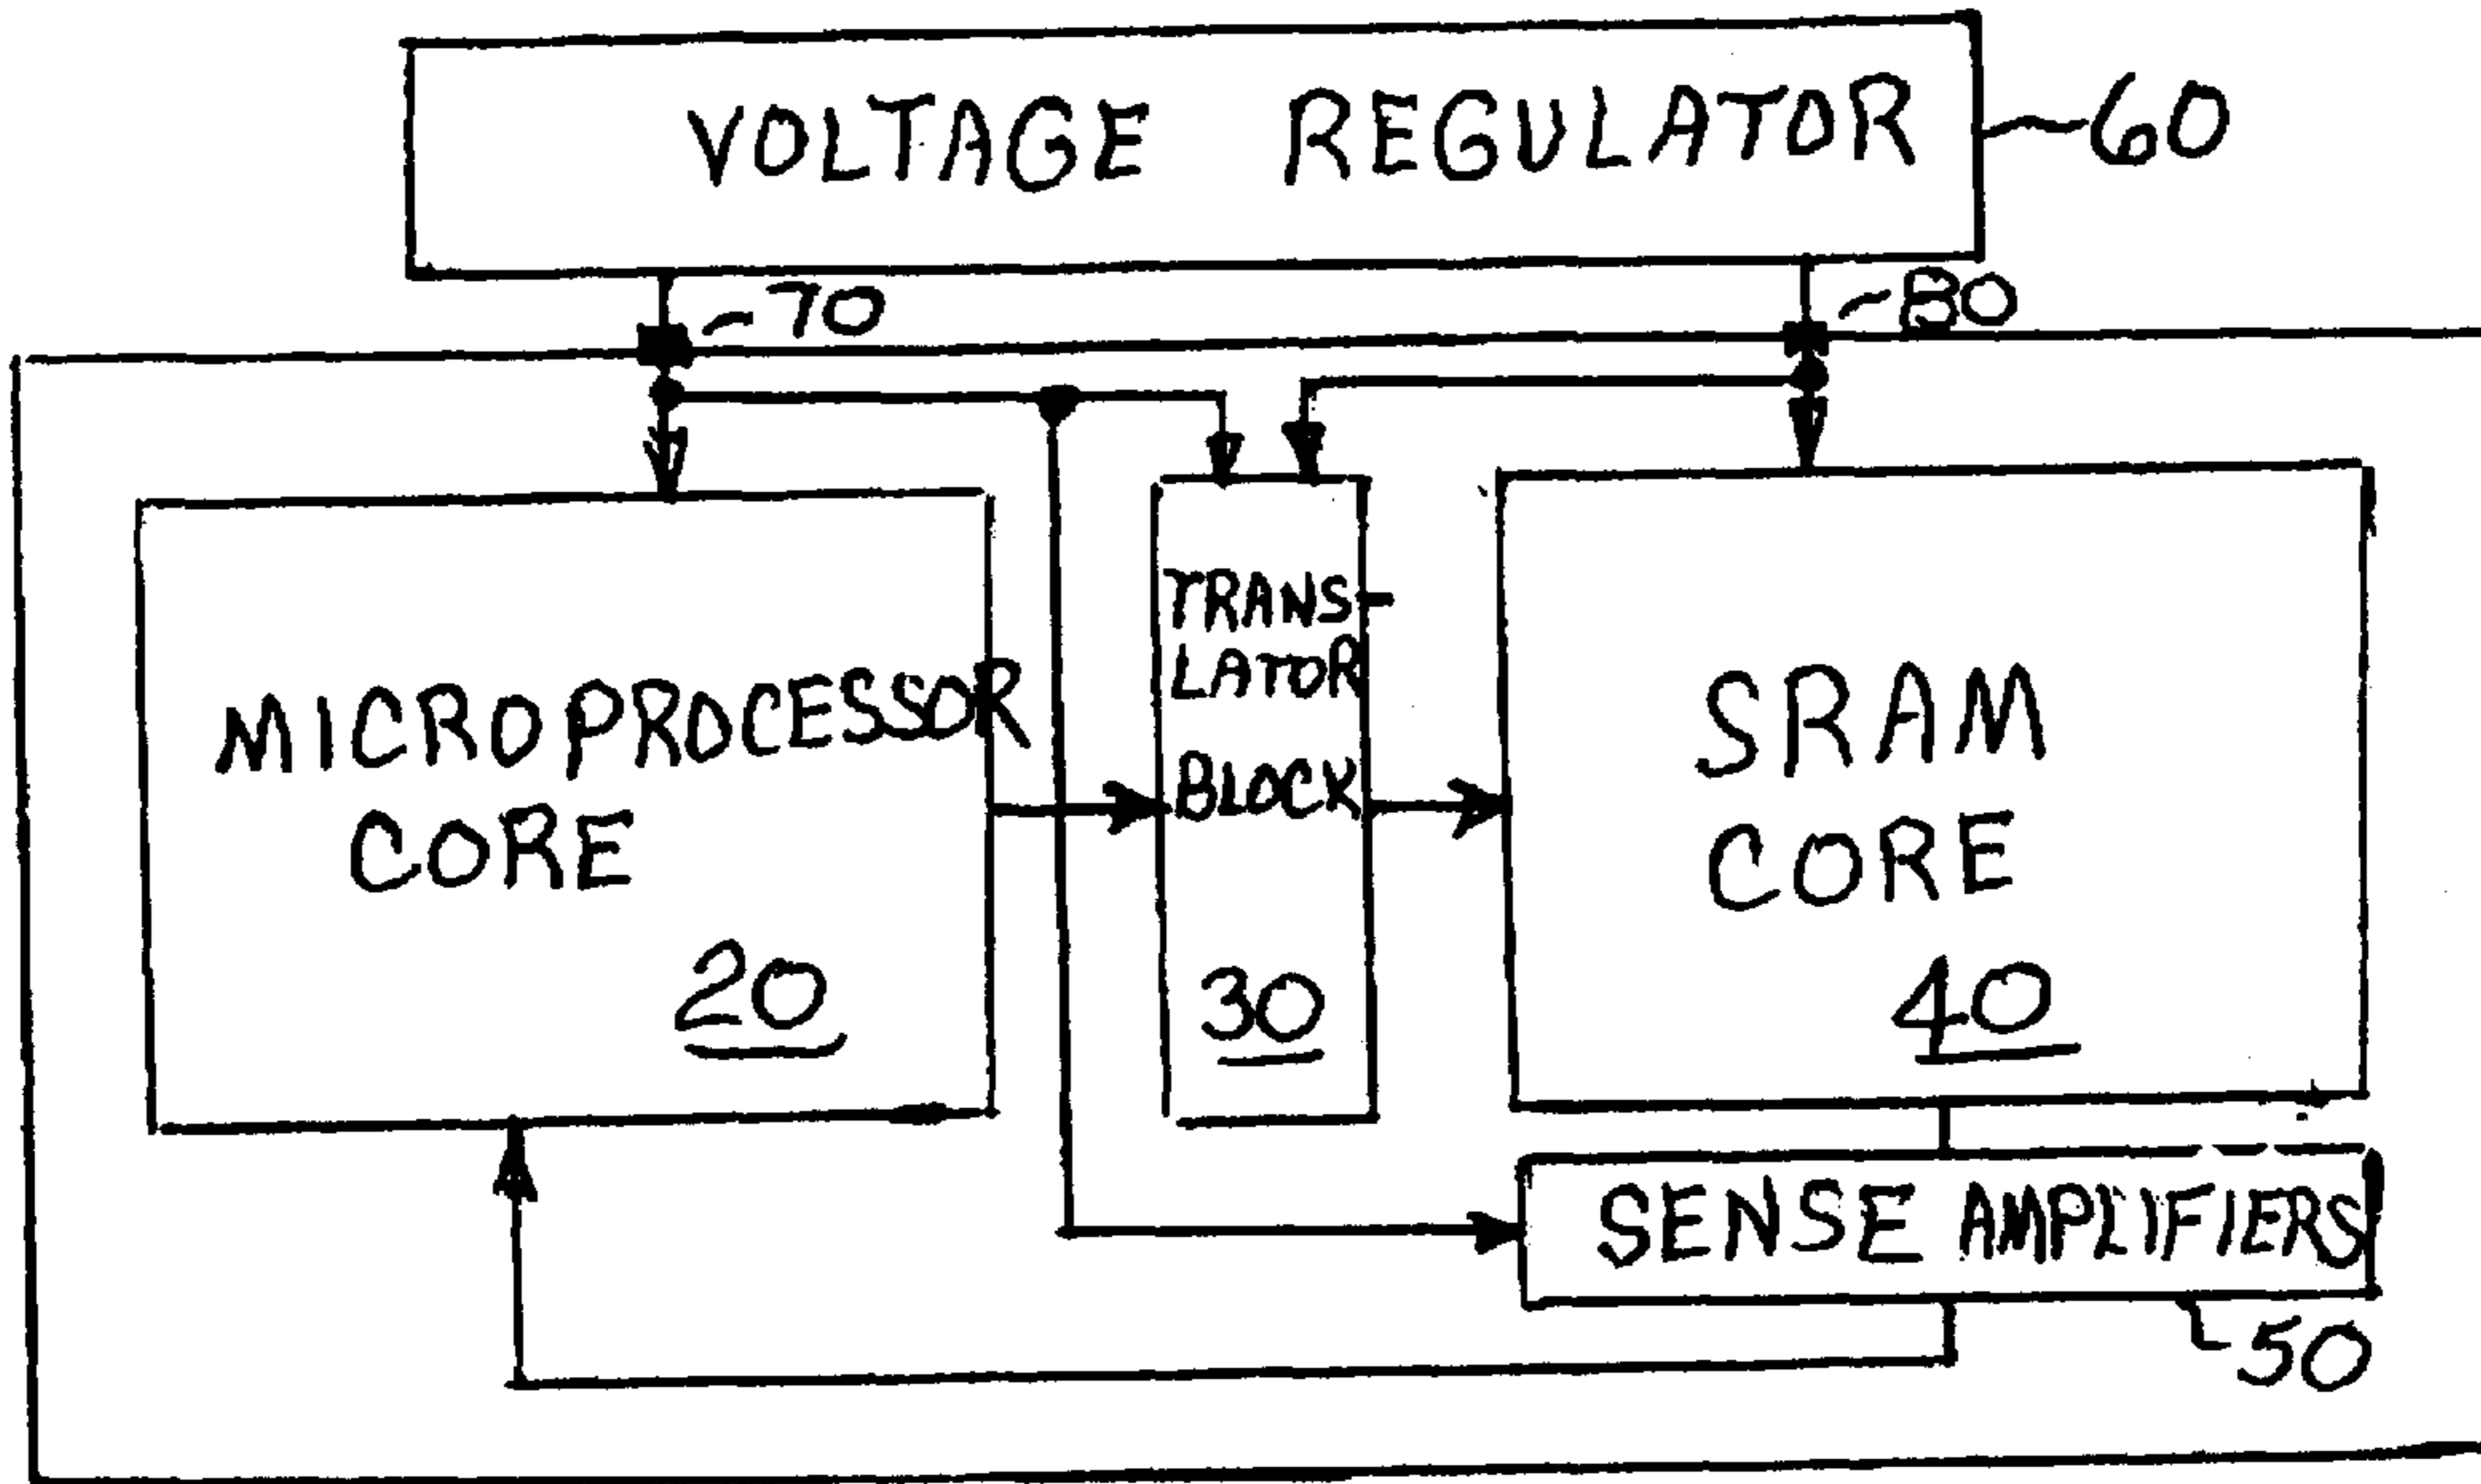 VOLTAGE REGULATOR
60
70
80
TRANS-
LATOR
BLOCK
MICROPROCESSOR
CORE
20
30
SRAM
CORE
40
SENSE AMPLIFIERS
50